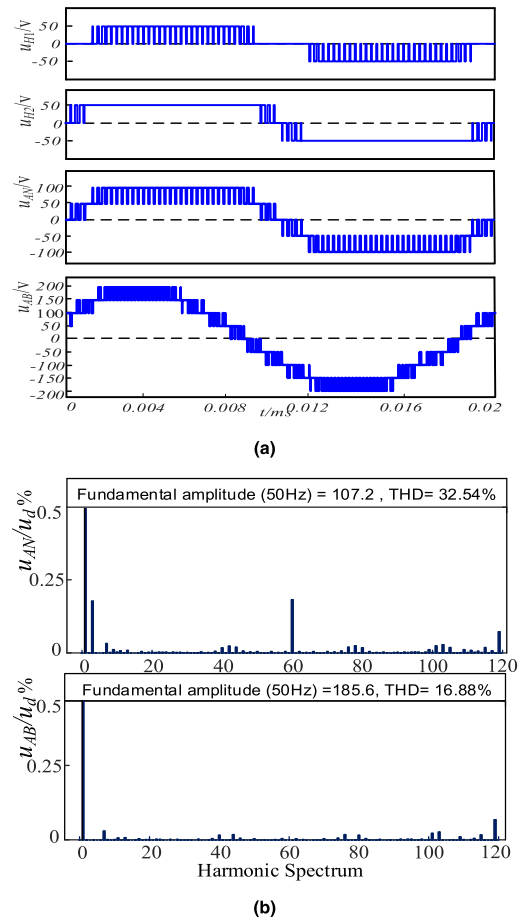 u_H1/V
50
0
-50
u_H2/V
50
0
-50
u_AN/V
100
50
0
-50
-100
u_AB/V
200
150
100
50
0
-50
-100
-150
-200
0 0.004 0.008 0.012 0.016 0.02
t/ms
(a)
Fundamental amplitude (50Hz) = 107.2 , THD= 32.54%
u_AN/u_d%
0.5
0.25
0
0 20 40 60 80 100 120
Fundamental amplitude (50Hz) =185.6, THD= 16.88%
u_AB/u_d%
0.5
0.25
0
0 20 40 60 80 100 120
Harmonic Spectrum
(b)